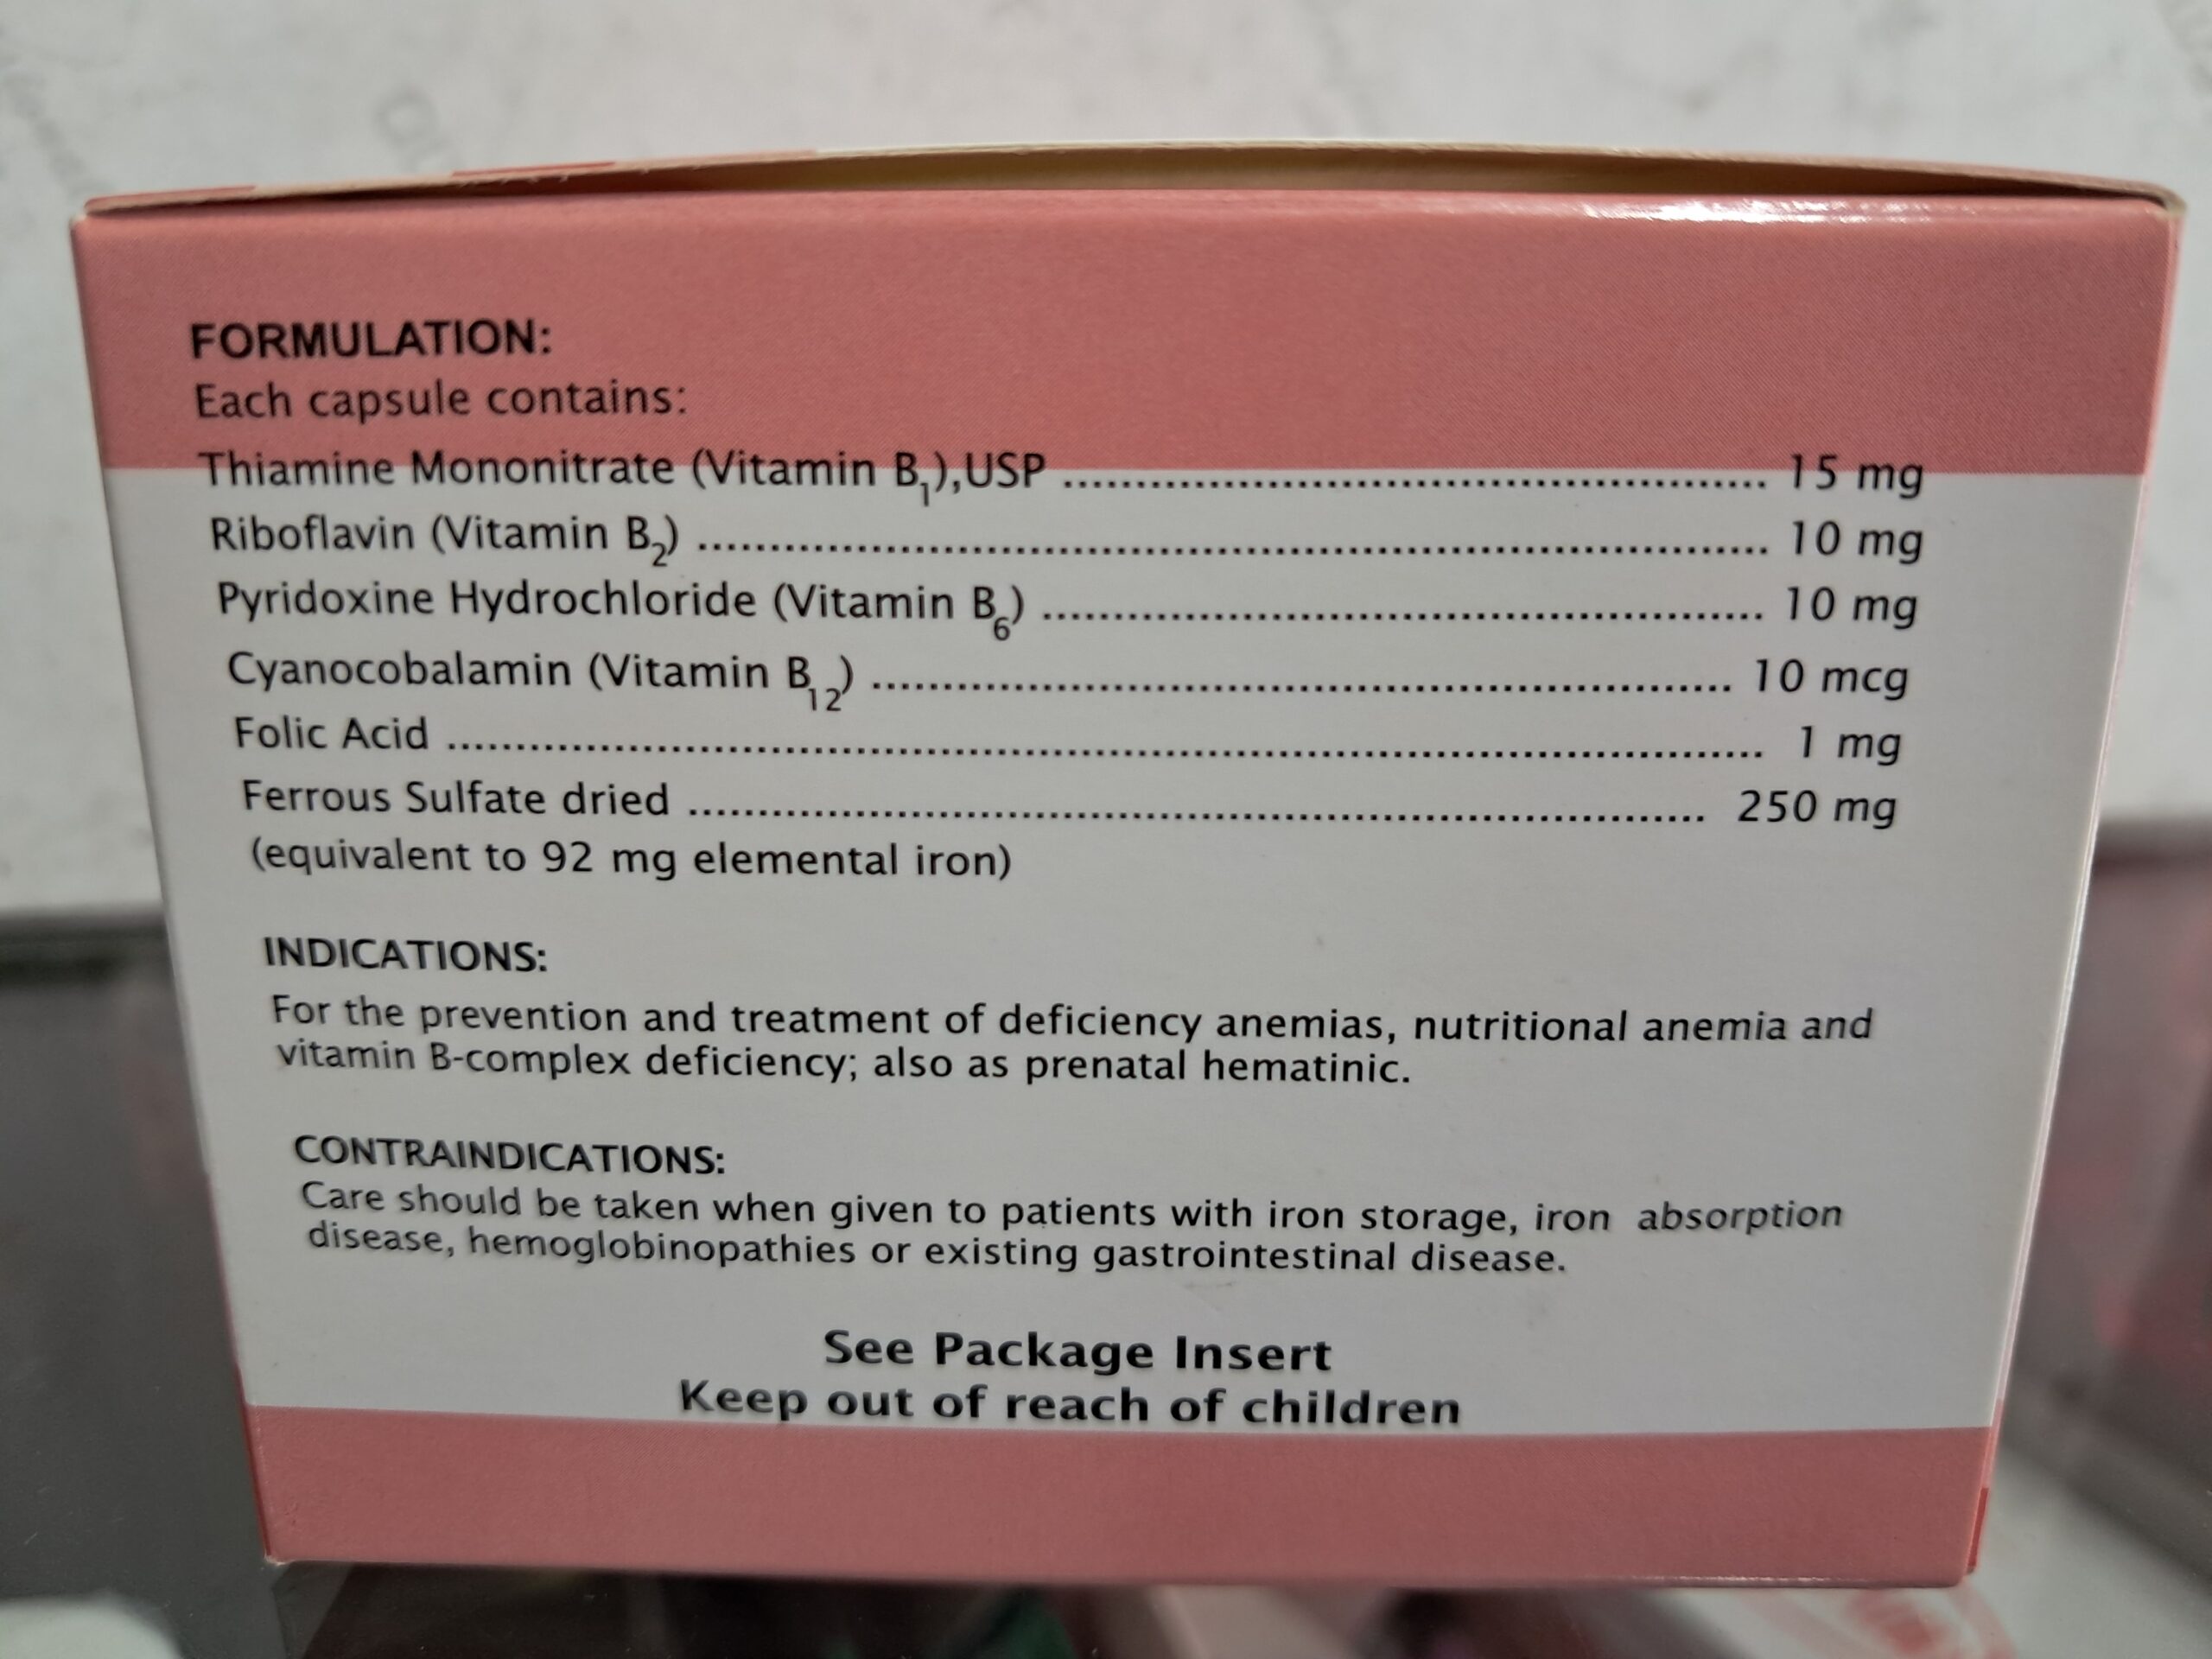 FORMULATION:
Each capsule contains:
Thiamine Mononitrate (Vitamin B₁),USP ................................................ 15 mg
Riboflavin (Vitamin B₂) ......................................................................... 10 mg
Pyridoxine Hydrochloride (Vitamin B₆) ................................................. 10 mg
Cyanocobalamin (Vitamin B₁₂) ........................................................... 10 mcg
Folic Acid .......................................................................................... 1 mg
Ferrous Sulfate dried ..................................................................... 250 mg
(equivalent to 92 mg elemental iron)
INDICATIONS:
For the prevention and treatment of deficiency anemias, nutritional anemia and
vitamin B-complex deficiency; also as prenatal hematinic.
CONTRAINDICATIONS:
Care should be taken when given to patients with iron storage, iron absorption
disease, hemoglobinopathies or existing gastrointestinal disease.
See Package Insert
Keep out of reach of children